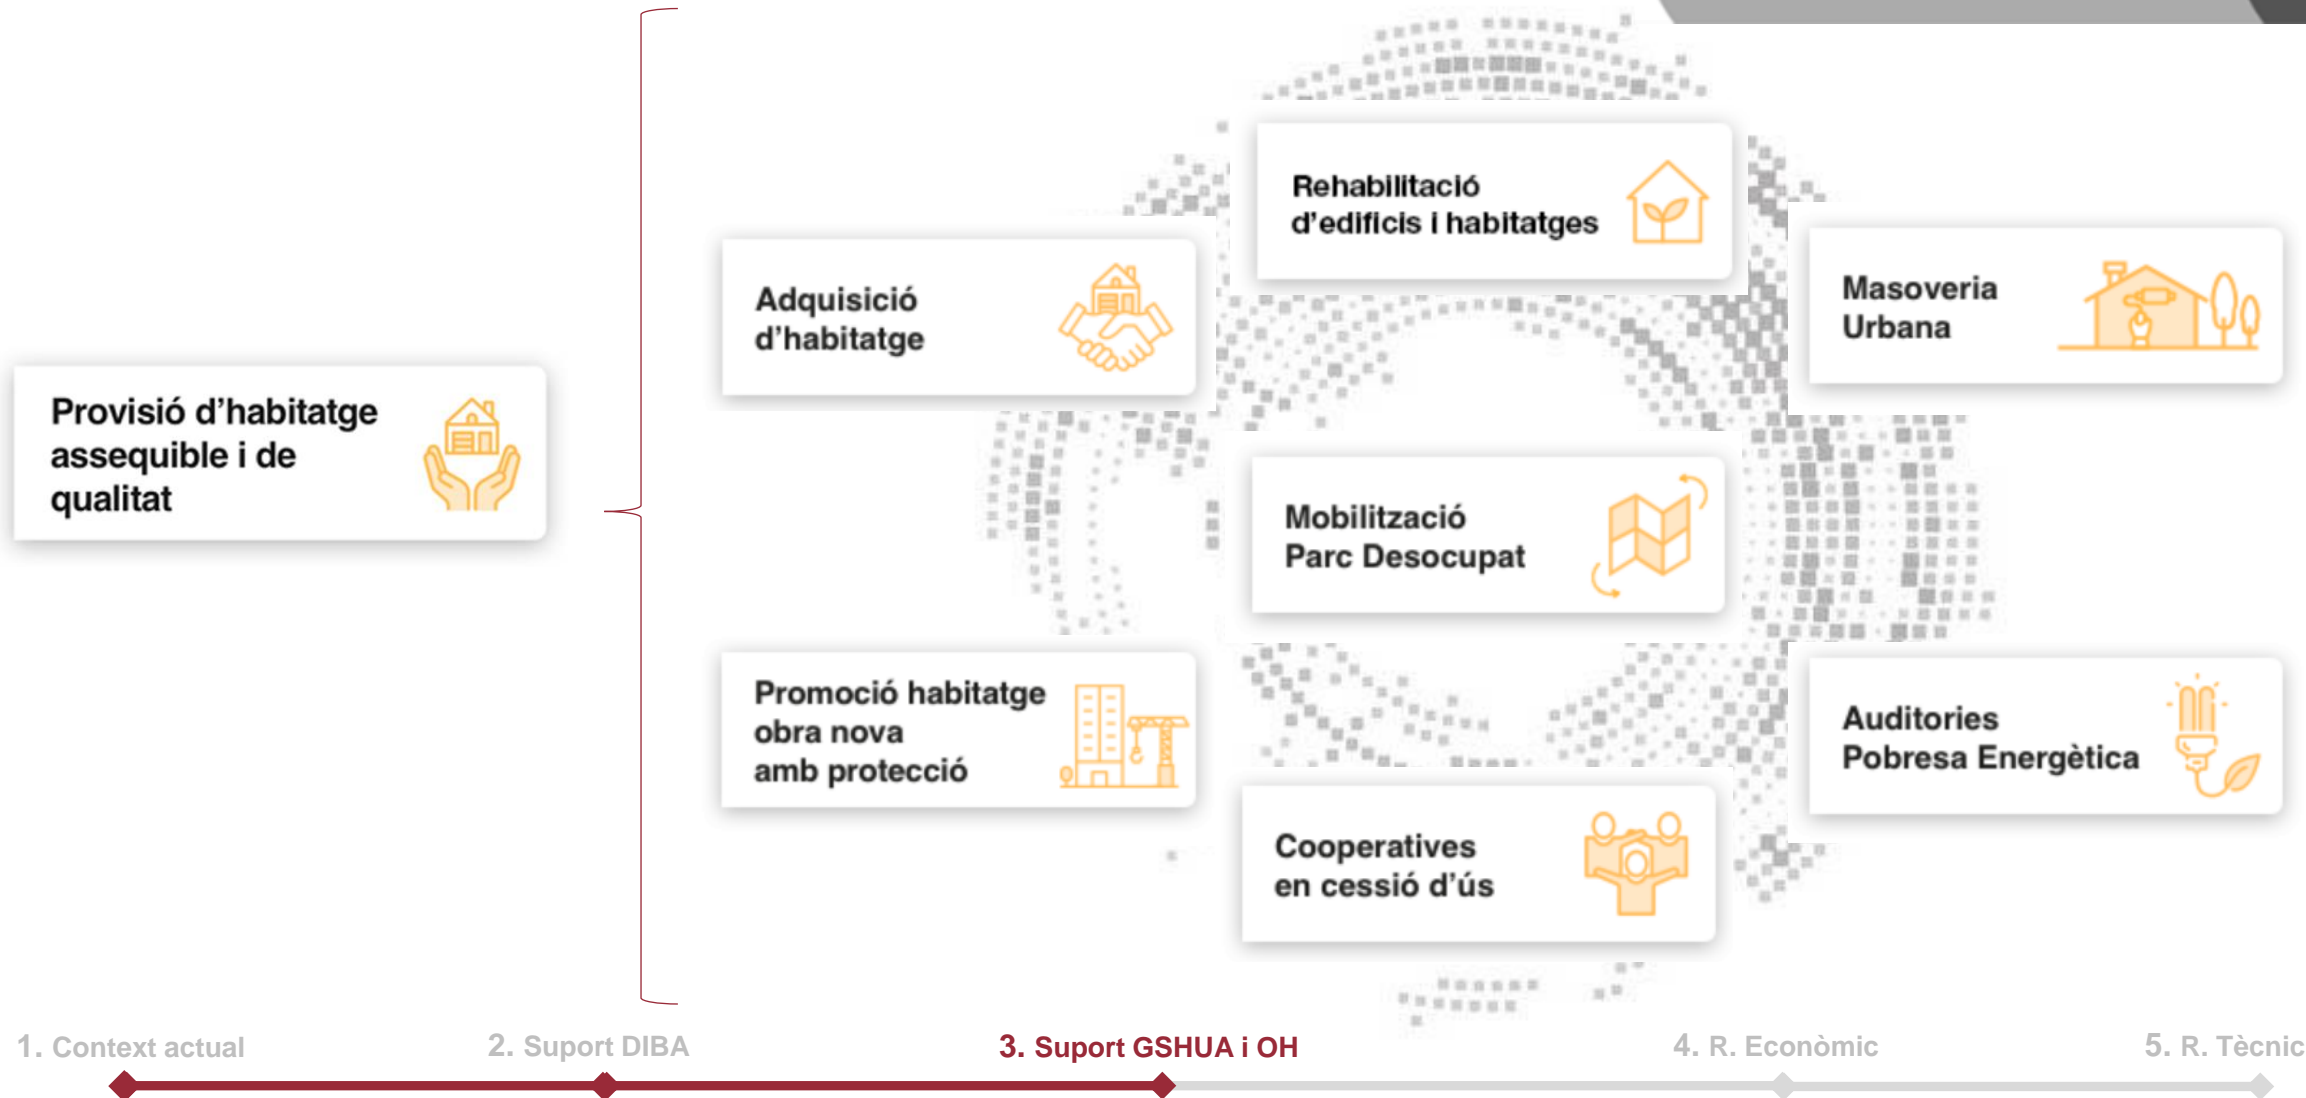 Provisió d'habitatge
assequible i de
qualitat
Adquisició
d'habitatge
Rehabilitació
d'edificis i habitatges
Masoveria
Urbana
Mobilització
Parc Desocupat
Promoció habitatge
obra nova
amb protecció
Cooperatives
en cessió d'ús
Auditories
Pobresa Energètica
1. Context actual
2. Suport DIBA
3. Suport GSHUA i OH
4. R. Econòmic
5. R. Tècnic